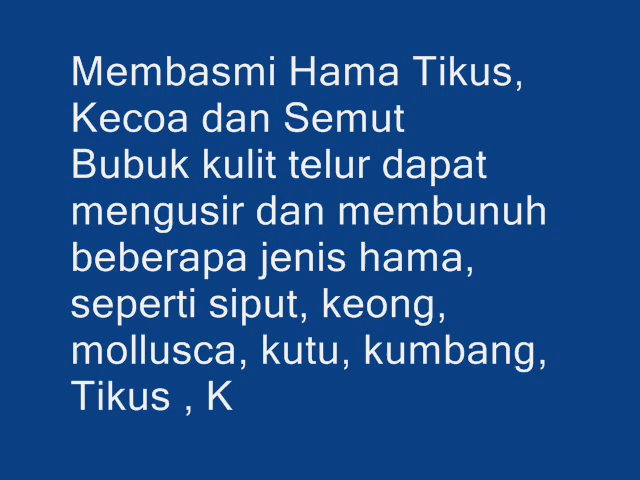 Membasmi Hama Tikus,
Kecoa dan Semut
Bubuk kulit telur dapat
mengusir dan membunuh
beberapa jenis hama,
seperti siput, keong,
mollusca, kutu, kumbang,
Tikus , K